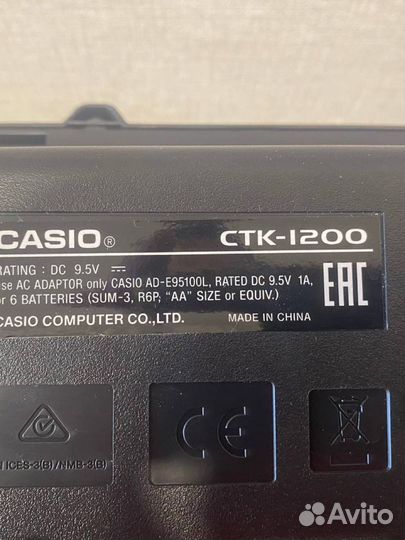 CASIO® CTK-1200
RATING: DC 9.5V
se AC ADAPTOR only CASIO AD-E95100L, RATED DC 9.5V 1A,
or 6 BATTERIES (SUM-3, R6P, "AA" SIZE or EQUIV.)
EAC
CASIO COMPUTER CO.,LTD. MADE IN CHINA
CE
ICES-3(B)/NMB-3(B)
Avito